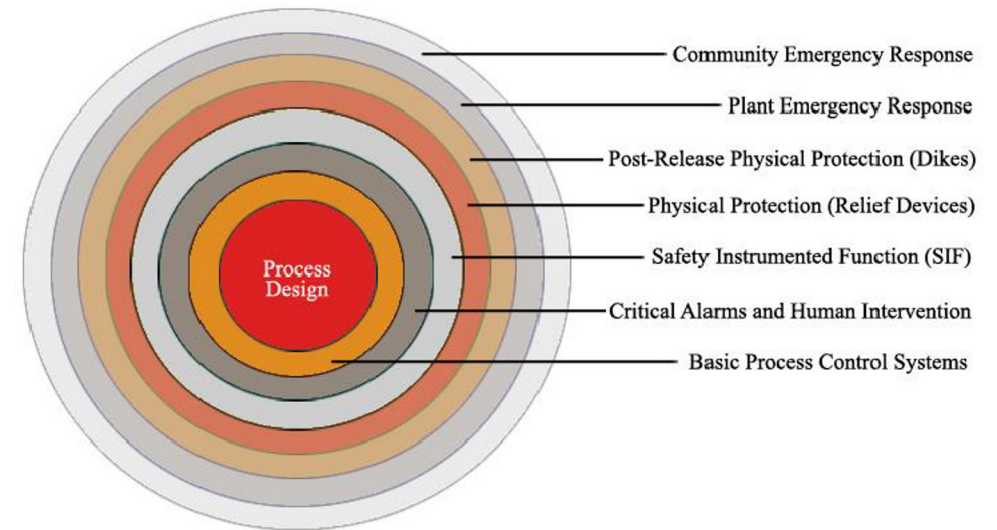 Community Emergency Response
Plant Emergency Response
Post-Release Physical Protection (Dikes)
Physical Protection (Relief Devices)
Safety Instrumented Function (SIF)
Process
Design
Critical Alarms and Human Intervention
Basic Process Control Systems